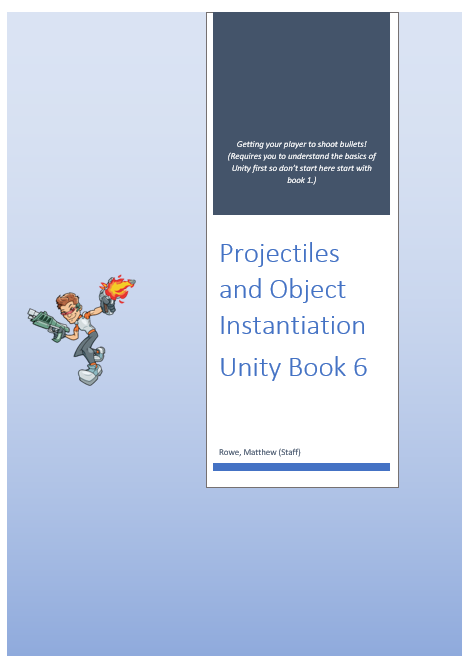 Getting your player to shoot bullets!
(Requires you to understand the basics of
Unity first so don't start here start with
book 1.)
Projectiles
and Object
Instantiation
Unity Book 6
Rowe, Matthew (Staff)